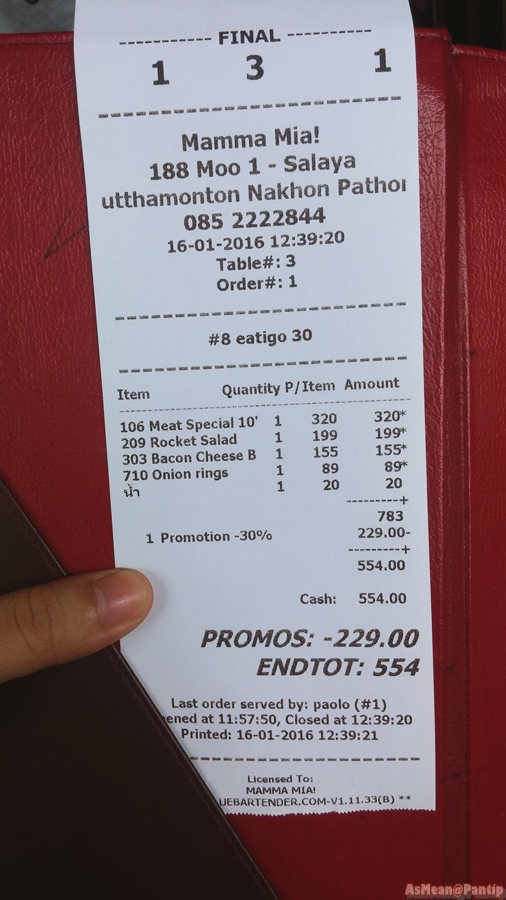 ----------- FINAL -----------
1 3 1
Mamma Mia!
188 Moo 1 - Salaya
utthamonton Nakhon Pathoi
085 2222844
16-01-2016 12:39:20
Table#: 3
Order#: 1
#8 eatigo 30
Item Quantity P/Item Amount
106 Meat Special 10' 1 320 320*
209 Rocket Salad 1 199 199*
303 Bacon Cheese B 1 155 155*
710 Onion rings 1 89 89*
น้ำ 1 20 20
---------+
783
1 Promotion -30% 229.00-
---------+
554.00
Cash: 554.00
PROMOS: -229.00
ENDTOT: 554
Last order served by: paolo (#1)
ened at 11:57:50, Closed at 12:39:20
Printed: 16-01-2016 12:39:21
Licensed To:
MAMMA MIA!
UEBARTENDER.COM-V1.11.33(B) **
AsMean@Pantip